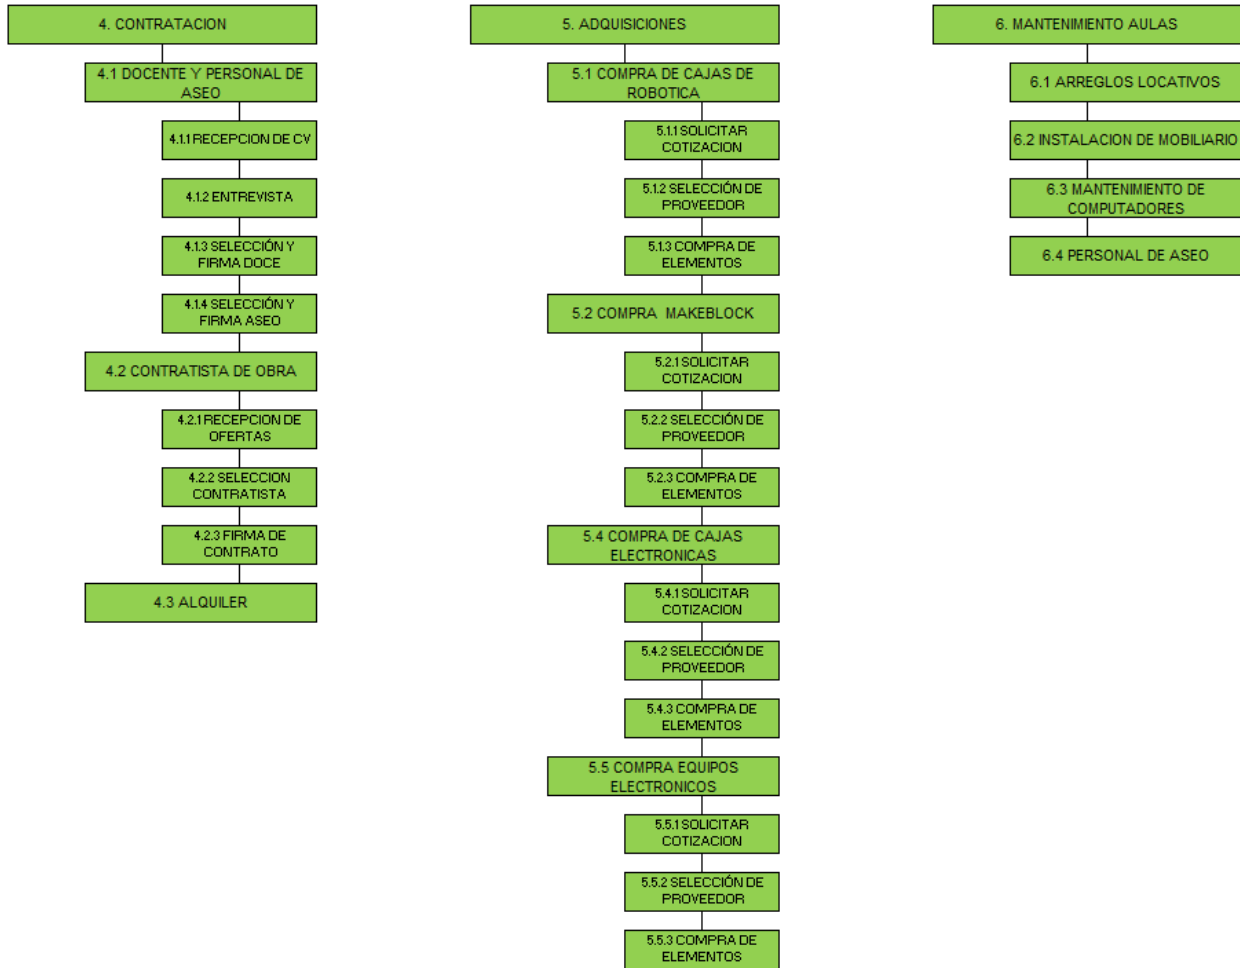 4. CONTRATACION
4.1 DOCENTE Y PERSONAL DE
ASEO
4.1.1 RECEPCION DE CV
4.1.2 ENTREVISTA
4.1.3 SELECCIÓN Y
FIRMA DOCE
4.1.4 SELECCIÓN Y
FIRMA ASEO
4.2 CONTRATISTA DE OBRA
4.2.1 RECEPCION DE
OFERTAS
4.2.2 SELECCION
CONTRATISTA
4.2.3 FIRMA DE
CONTRATO
4.3 ALQUILER
5. ADQUISICIONES
5.1 COMPRA DE CAJAS DE
ROBOTICA
5.1.1 SOLICITAR
COTIZACION
5.1.2 SELECCIÓN DE
PROVEEDOR
5.1.3 COMPRA DE
ELEMENTOS
5.2 COMPRA MAKEBLOCK
5.2.1 SOLICITAR
COTIZACION
5.2.2 SELECCIÓN DE
PROVEEDOR
5.2.3 COMPRA DE
ELEMENTOS
5.4 COMPRA DE CAJAS
ELECTRONICAS
5.4.1 SOLICITAR
COTIZACION
5.4.2 SELECCIÓN DE
PROVEEDOR
5.4.3 COMPRA DE
ELEMENTOS
5.5 COMPRA EQUIPOS
ELECTRONICOS
5.5.1 SOLICITAR
COTIZACION
5.5.2 SELECCIÓN DE
PROVEEDOR
5.5.3 COMPRA DE
ELEMENTOS
6. MANTENIMIENTO AULAS
6.1 ARREGLOS LOCATIVOS
6.2 INSTALACION DE MOBILIARIO
6.3 MANTENIMIENTO DE
COMPUTADORES
6.4 PERSONAL DE ASEO